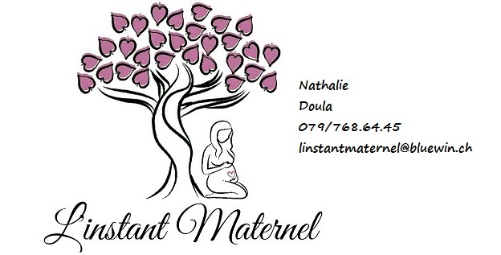 Nathalie
Doula
079/768.64.45
linstantmaternel@bluewin.ch
L'instant Maternel